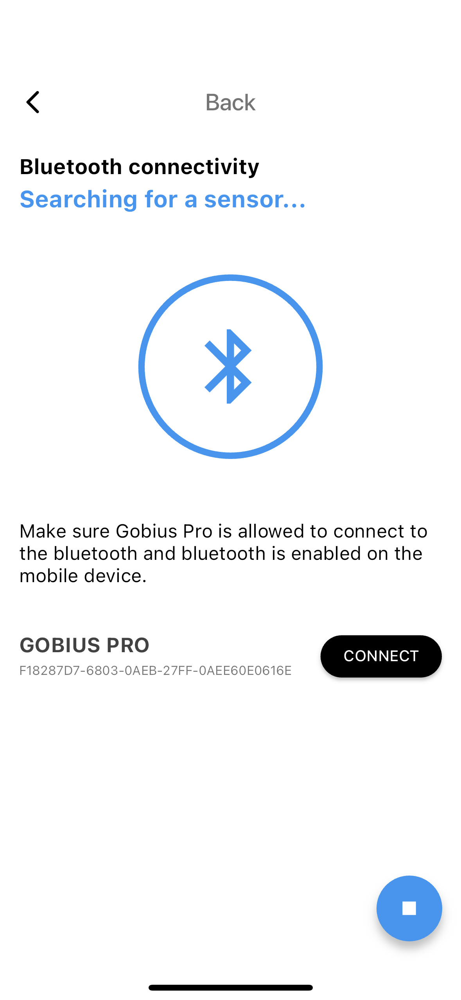 Back
Bluetooth connectivity
Searching for a sensor...
Make sure Gobius Pro is allowed to connect to
the bluetooth and bluetooth is enabled on the
mobile device.
GOBIUS PRO
F18287D7-6803-0AEB-27FF-0AEE60E0616E
CONNECT